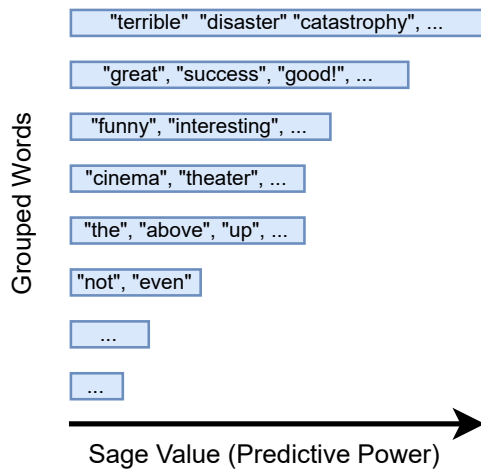 "terrible" "disaster" "catastrophy", ...
"great", "success", "good!", ...
"funny", "interesting", ...
"cinema", "theater", ...
"the", "above", "up", ...
"not", "even"
...
...
Grouped Words
Sage Value (Predictive Power)